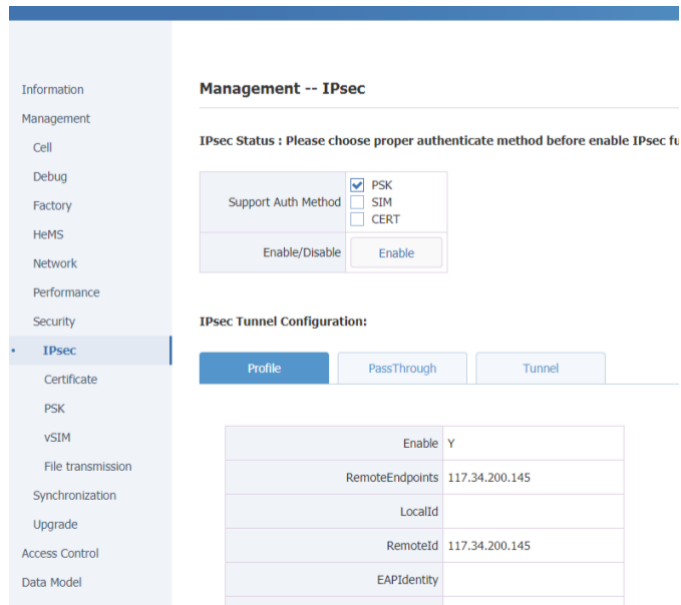 Information
Management
Cell
Debug
Factory
HeMS
Network
Performance
Security
IPsec
Certificate
PSK
vSIM
File transmission
Synchronization
Upgrade
Access Control
Data Model
Management -- IPsec
IPsec Status : Please choose proper authenticate method before enable IPsec fu
Support Auth Method
PSK
SIM
CERT
Enable/Disable Enable
IPsec Tunnel Configuration:
Profile PassThrough Tunnel
Enable Y
RemoteEndpoints 117.34.200.145
LocalId
RemoteId 117.34.200.145
EAPIdentity